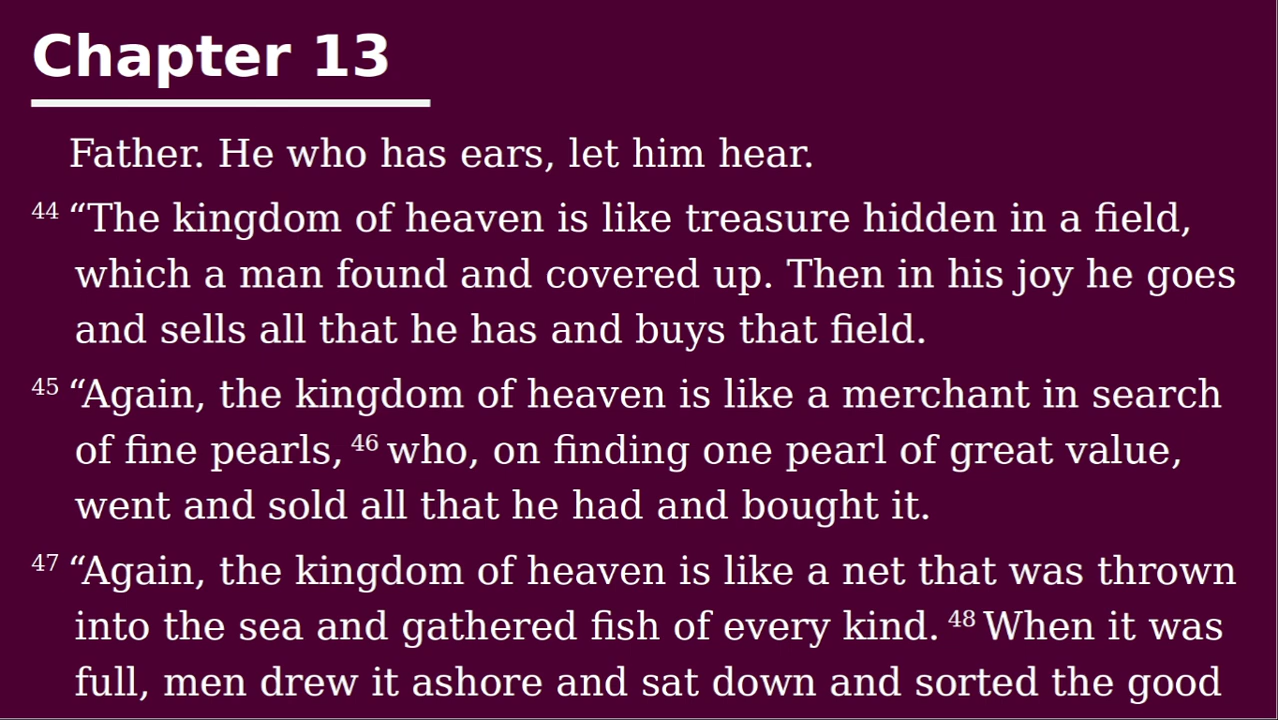 Chapter 13
Father. He who has ears, let him hear.
44 “The kingdom of heaven is like treasure hidden in a field,
which a man found and covered up. Then in his joy he goes
and sells all that he has and buys that field.
45 “Again, the kingdom of heaven is like a merchant in search
of fine pearls, 46 who, on finding one pearl of great value,
went and sold all that he had and bought it.
47 “Again, the kingdom of heaven is like a net that was thrown
into the sea and gathered fish of every kind. 48 When it was
full, men drew it ashore and sat down and sorted the good